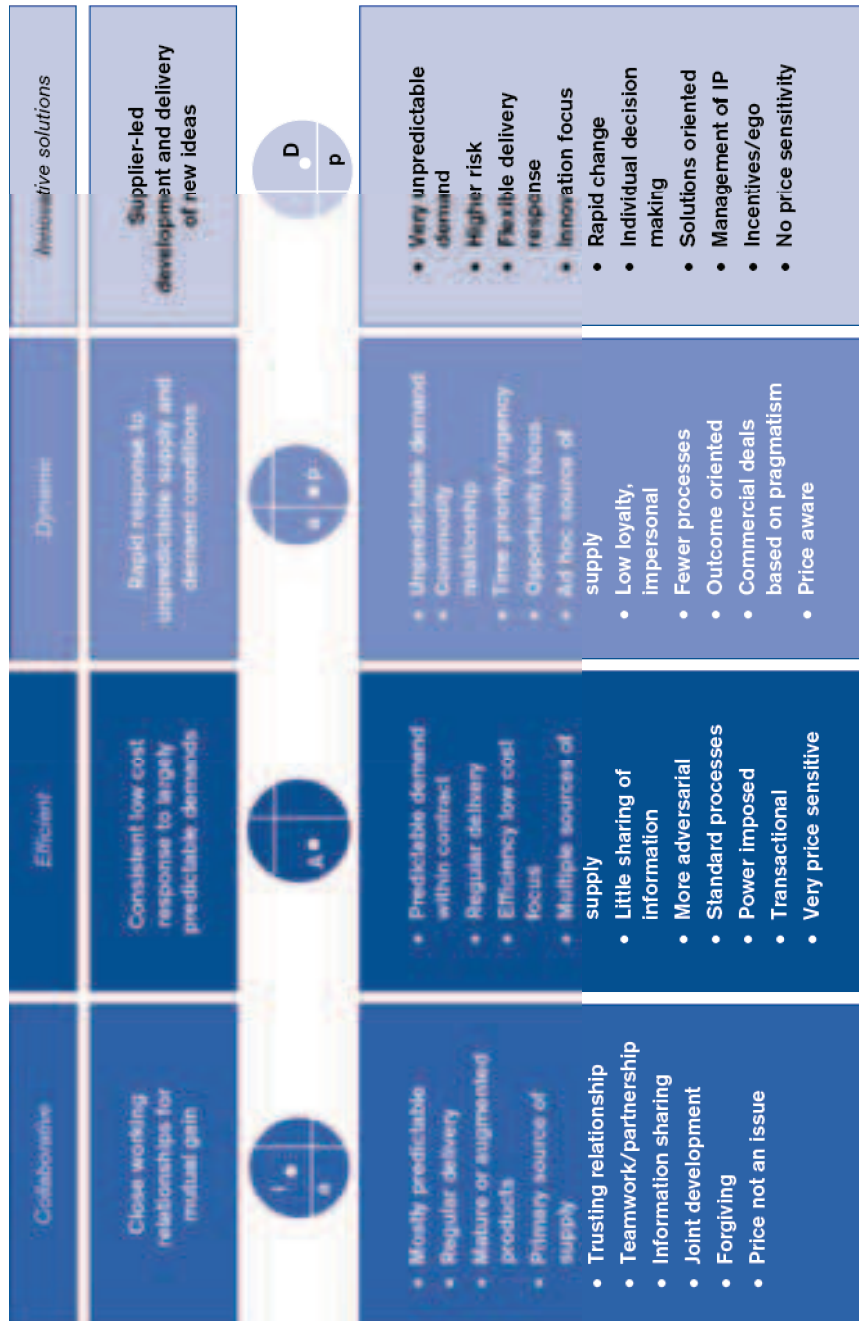 Collaborative
Close working
relationships for
mutual gain
• Mostly predictable
• Regular delivery
• Mature or augmented
products
• Primary source of
supply
• Trusting relationship
• Teamwork/partnership
• Information sharing
• Joint development
• Forgiving
• Price not an issue
Efficient
Consistent low cost
response to largely
predictable demands
A
• Predictable demand
within contract
• Regular delivery
• Efficiency low cost
focus
• Multiple sources of
supply
• Little sharing of
information
• More adversarial
• Standard processes
• Power imposed
• Transactional
• Very price sensitive
Dynamic
Rapid response to
unpredictable supply and
demand conditions
a p
• Unpredictable demand
• Commodity
relationship
• Time priority/urgency
• Opportunity focus
• Ad hoc source of
supply
• Low loyalty,
impersonal
• Fewer processes
• Outcome oriented
• Commercial deals
based on pragmatism
• Price aware
Innovative solutions
Supplier-led
development and delivery
of new ideas
D
p
• Very unpredictable
demand
• Higher risk
• Flexible delivery
response
• Innovation focus
• Rapid change
• Individual decision
making
• Solutions oriented
• Management of IP
• Incentives/ego
• No price sensitivity